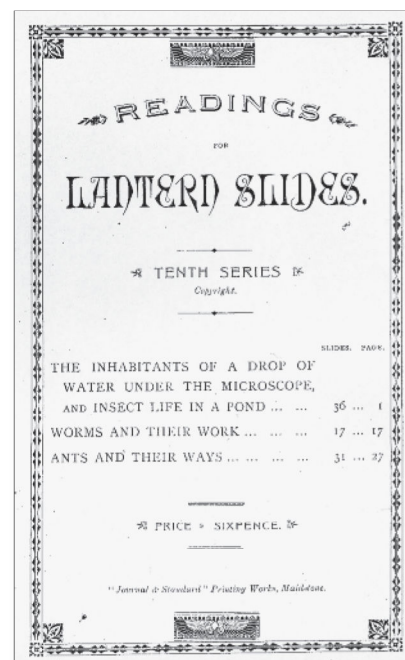 READINGS
FOR
LANTERN SLIDES.
TENTH SERIES
Copyright.
SLIDES. PAGE.
THE INHABITANTS OF A DROP OF
WATER UNDER THE MICROSCOPE,
AND INSECT LIFE IN A POND ... ... 36 ... 1
WORMS AND THEIR WORK ... ... ... 17 ... 17
ANTS AND THEIR WAYS ... ... ... ... 31 ... 27
PRICE SIXPENCE.
"Journal & Standard" Printing Works, Maidstone.